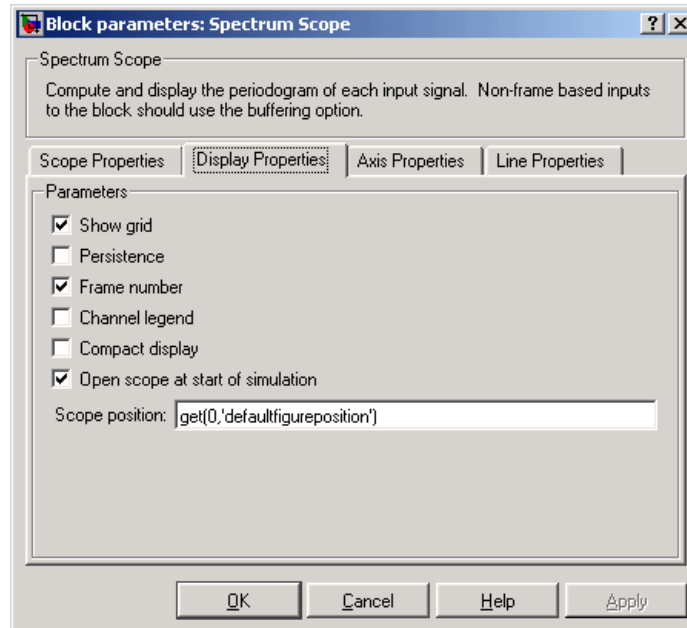 Block parameters: Spectrum Scope
Spectrum Scope
Compute and display the periodogram of each input signal.  Non-frame based inputs
to the block should use the buffering option.
Scope Properties Display Properties Axis Properties Line Properties
Parameters
Show grid
Persistence
Frame number
Channel legend
Compact display
Open scope at start of simulation
Scope position: get(0,'defaultfigureposition')
OK Cancel Help Apply